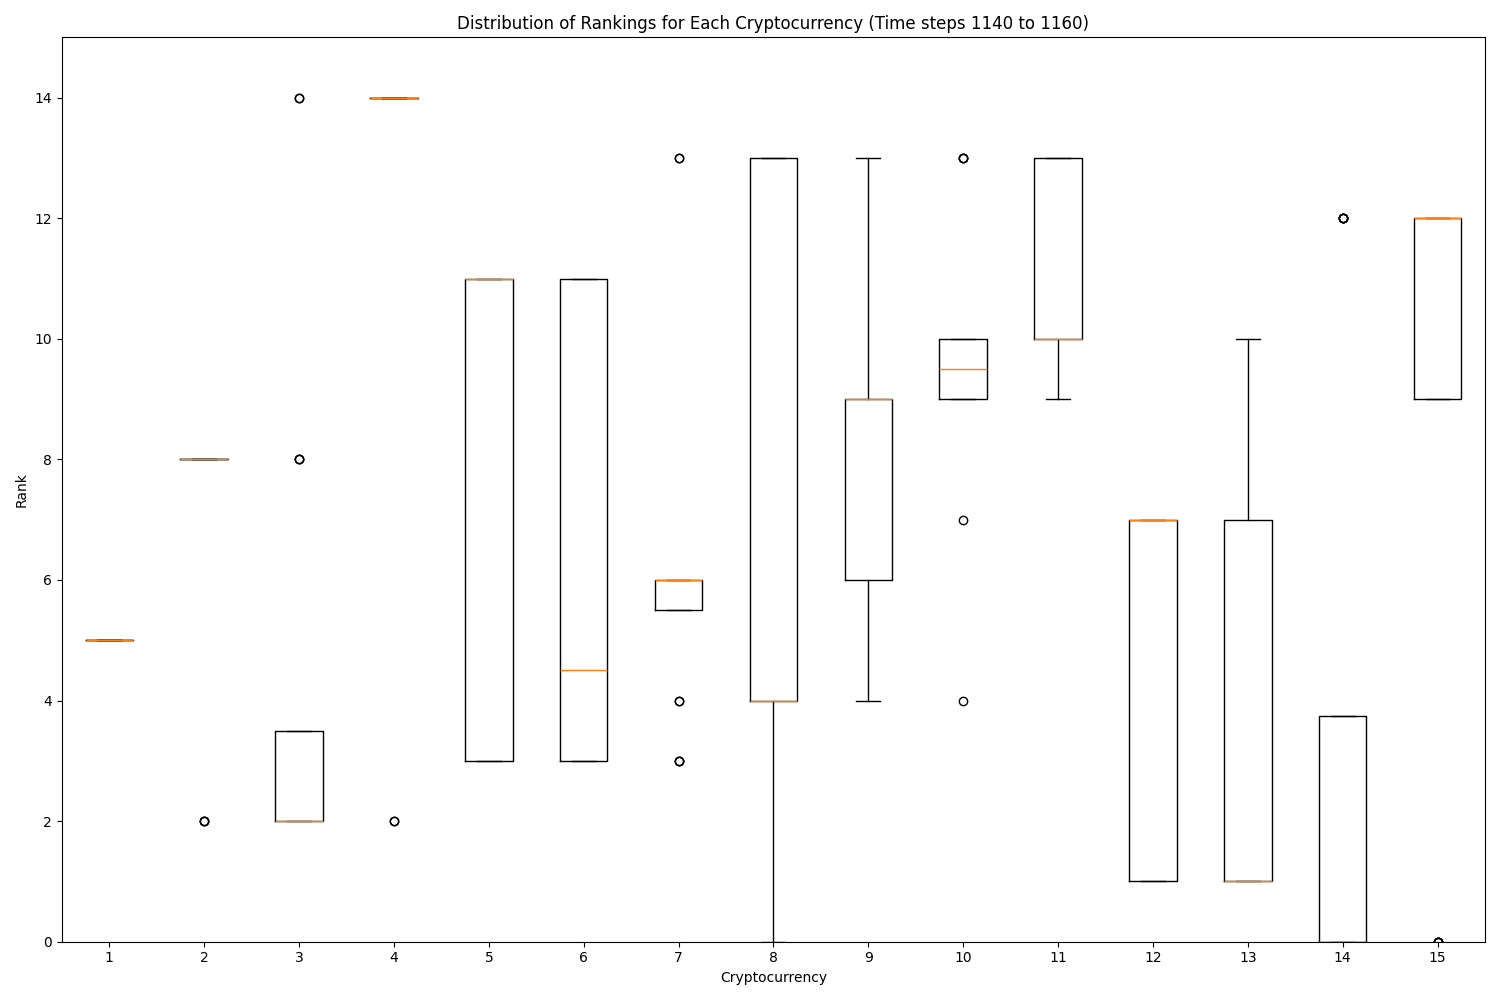 Distribution of Rankings for Each Cryptocurrency (Time steps 1140 to 1160)
14
12
10
8
6
4
2
0
Rank
1 2 3 4 5 6 7 8 9 10 11 12 13 14 15
Cryptocurrency